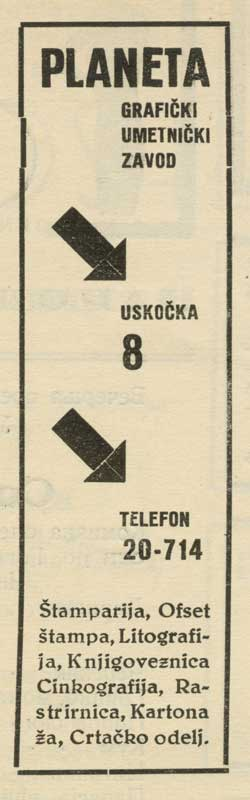 PLANETA
GRAFIČKI
UMETNIČKI
ZAVOD
USKOČKA
8
TELEFON
20-714
Štamparija, Ofset
štampa, Litografi-
ja, Knjigoveznica
Cinkografija, Ra-
strirnica, Kartona
ža, Crtačko odelj.